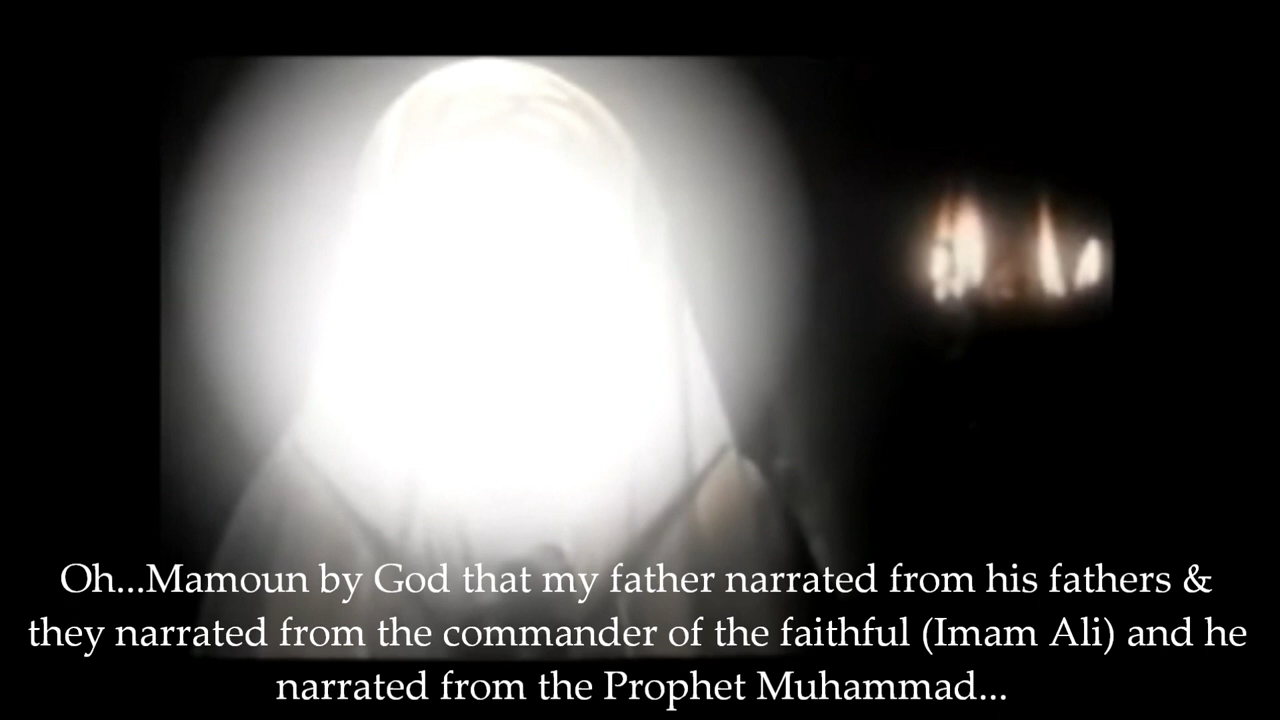 Oh...Mamoun by God that my father narrated from his fathers &
they narrated from the commander of the faithful (Imam Ali) and he
narrated from the Prophet Muhammad...